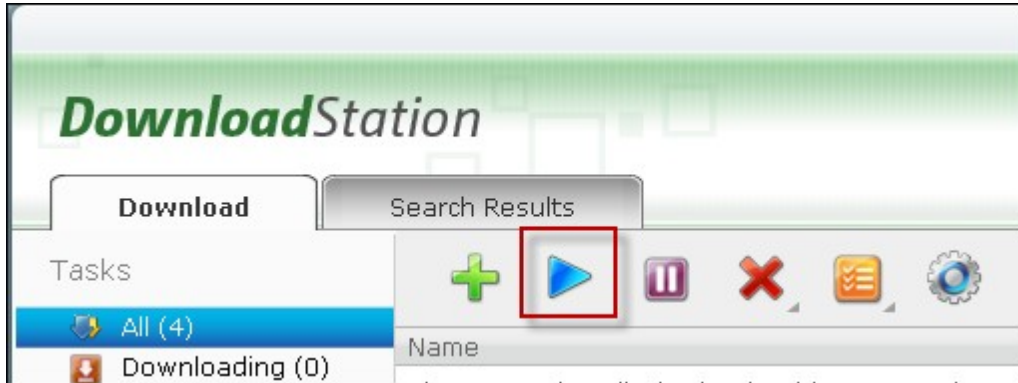 DownloadStation
Download
Search Results
Tasks
All (4)
Downloading (0)
Name